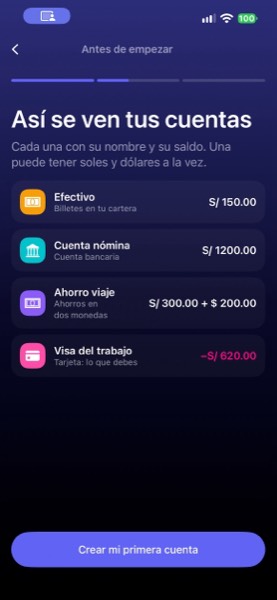 100
Antes de empezar
Así se ven tus cuentas
Cada una con su nombre y su saldo. Una
puede tener soles y dólares a la vez.
Efectivo
Billetes en tu cartera
S/ 150.00
Cuenta nómina
Cuenta bancaria
S/ 1200.00
Ahorro viaje
Ahorros en
dos monedas
S/ 300.00 + $ 200.00
Visa del trabajo
Tarjeta: lo que debes
−S/ 620.00
Crear mi primera cuenta